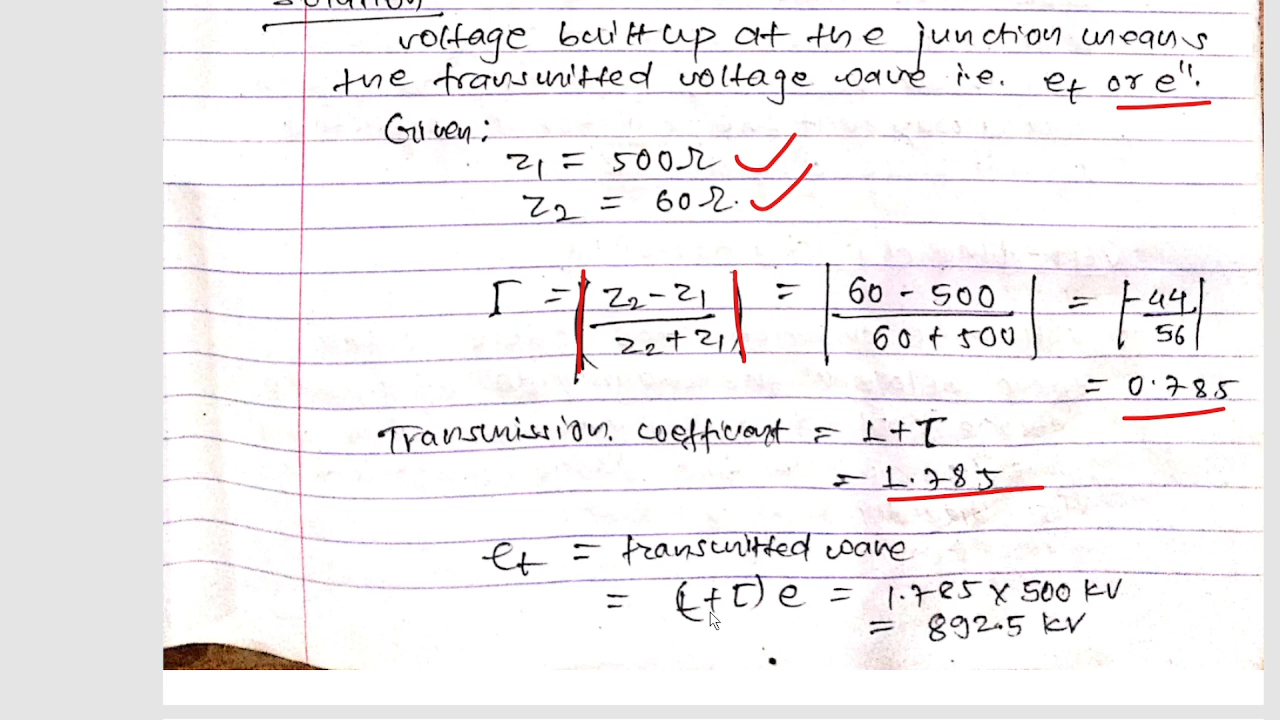 Solution
voltage built up at the junction means
the transmitted voltage wave i.e. et or e".
Given:
Z1 = 500Ω
Z2 = 60Ω.
Γ = |Z2 - Z1 / Z2 + Z1| = |60 - 500 / 60 + 500| = |-44 / 56|
= 0.785
Transmission coefficient = 1+Γ
= 1.785
et = transmitted wave
= (1+Γ) e = 1.785 x 500 kV
= 892.5 kV